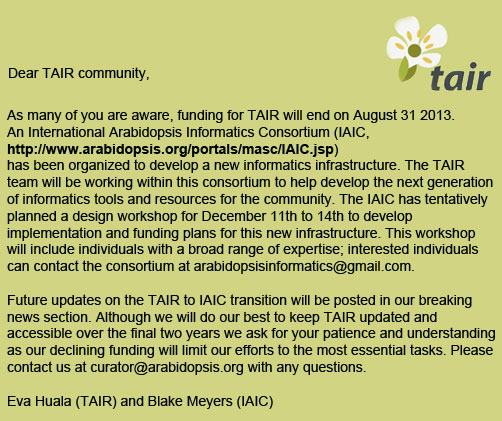 tair
Dear TAIR community,
As many of you are aware, funding for TAIR will end on August 31 2013.
An International Arabidopsis Informatics Consortium (IAIC,
http://www.arabidopsis.org/portals/masc/IAIC.jsp)
has been organized to develop a new informatics infrastructure. The TAIR
team will be working within this consortium to help develop the next generation
of informatics tools and resources for the community. The IAIC has tentatively
planned a design workshop for December 11th to 14th to develop
implementation and funding plans for this new infrastructure. This workshop
will include individuals with a broad range of expertise; interested individuals
can contact the consortium at arabidopsisinformatics@gmail.com.
Future updates on the TAIR to IAIC transition will be posted in our breaking
news section. Although we will do our best to keep TAIR updated and
accessible over the final two years we ask for your patience and understanding
as our declining funding will limit our efforts to the most essential tasks. Please
contact us at curator@arabidopsis.org with any questions.
Eva Huala (TAIR) and Blake Meyers (IAIC)